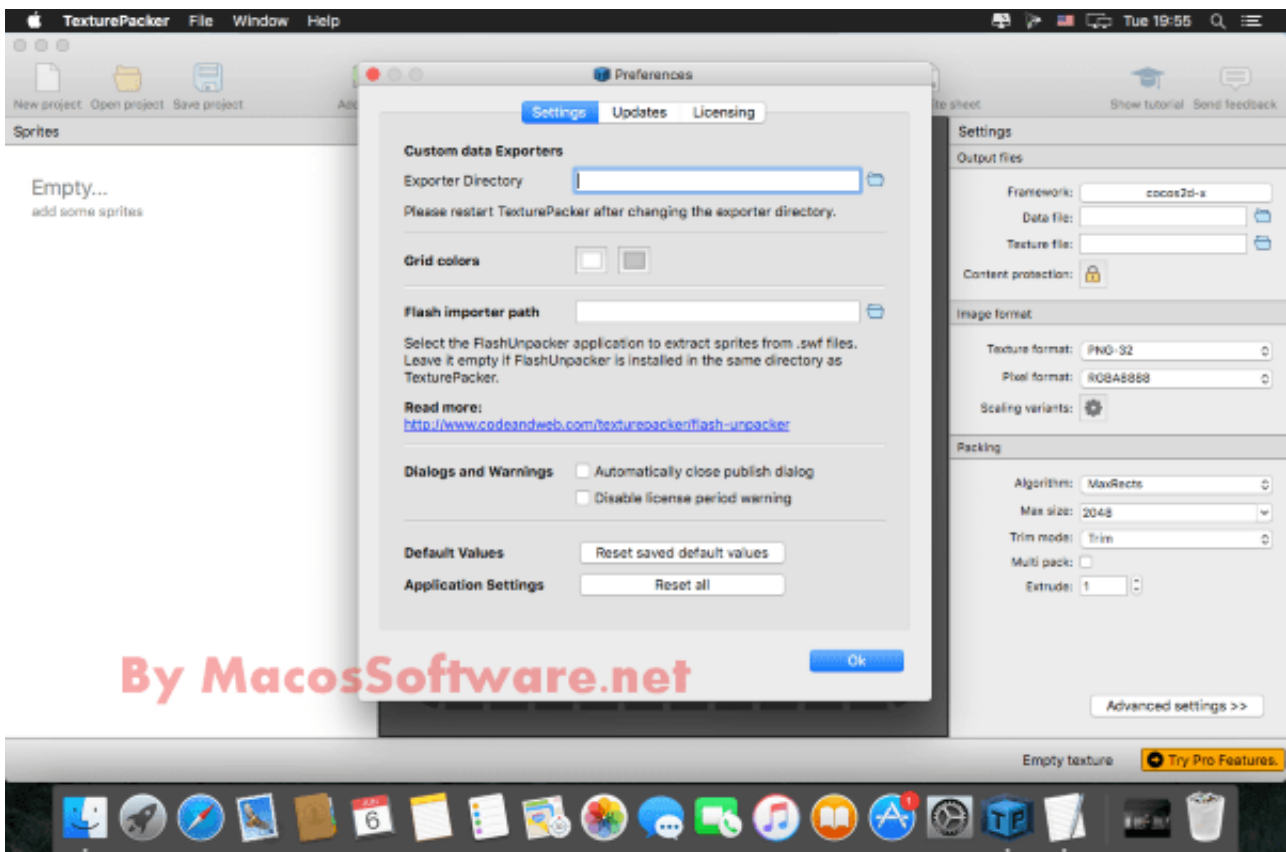 TexturePacker File Window Help
Tue 19:55
Preferences
New project Open project Save project
Show tutorial Send feedback
Settings Updates Licensing
Sprites
Settings
Output files
Empty...
add some sprites
Custom data Exporters
Exporter Directory
Please restart TexturePacker after changing the exporter directory.
Grid colors
Flash importer path
Select the FlashUnpacker application to extract sprites from .swf files.
Leave it empty if FlashUnpacker is installed in the same directory as
TexturePacker.
Read more:
http://www.codeandweb.com/texturepacker/flash-unpacker
Dialogs and Warnings Automatically close publish dialog
Disable license period warning
Default Values Reset saved default values
Application Settings Reset all
Ok
Framework: cocos2d-x
Data file:
Texture file:
Content protection:
Image format
Texture format: PNG-32
Pixel format: RGBA8888
Scaling variants:
Packing
Algorithm: MaxRects
Max size: 2048
Trim mode: Trim
Multi pack:
Extrude: 1
Advanced settings >>
By MacosSoftware.net
Empty texture Try Pro Features.
JUN
6
1
TP